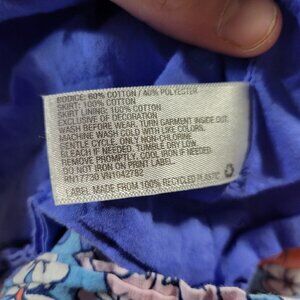 BODICE: 60% COTTON / 40% POLYESTER
SKIRT: 100% COTTON
SKIRT LINING: 100% COTTON
EXCLUSIVE OF DECORATION
WASH BEFORE WEAR. TURN GARMENT INSIDE OUT.
MACHINE WASH COLD WITH LIKE COLORS,
GENTLE CYCLE. ONLY NON-CHLORINE
BLEACH IF NEEDED. TUMBLE DRY LOW.
REMOVE PROMPTLY. COOL IRON IF NEEDED.
DO NOT IRON ON PRINT LABEL.
RN17730 VN1042782
LABEL MADE FROM 100% RECYCLED PLASTIC